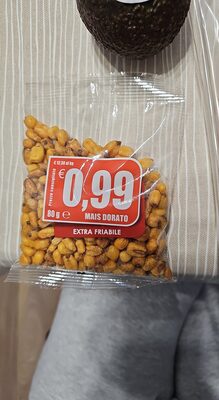 € 12,38 al kg
Prezzo consigliato
€
0,99
80 g e
MAIS DORATO
EXTRA FRIABILE